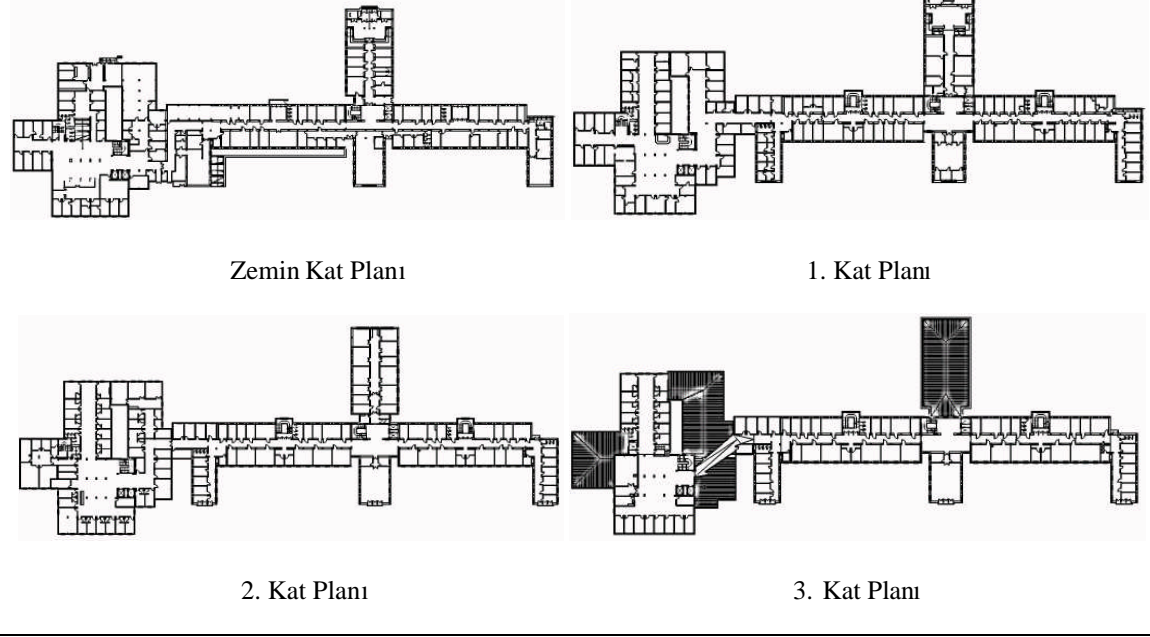 Zemin Kat Planı
1. Kat Planı
2. Kat Planı
3. Kat Planı